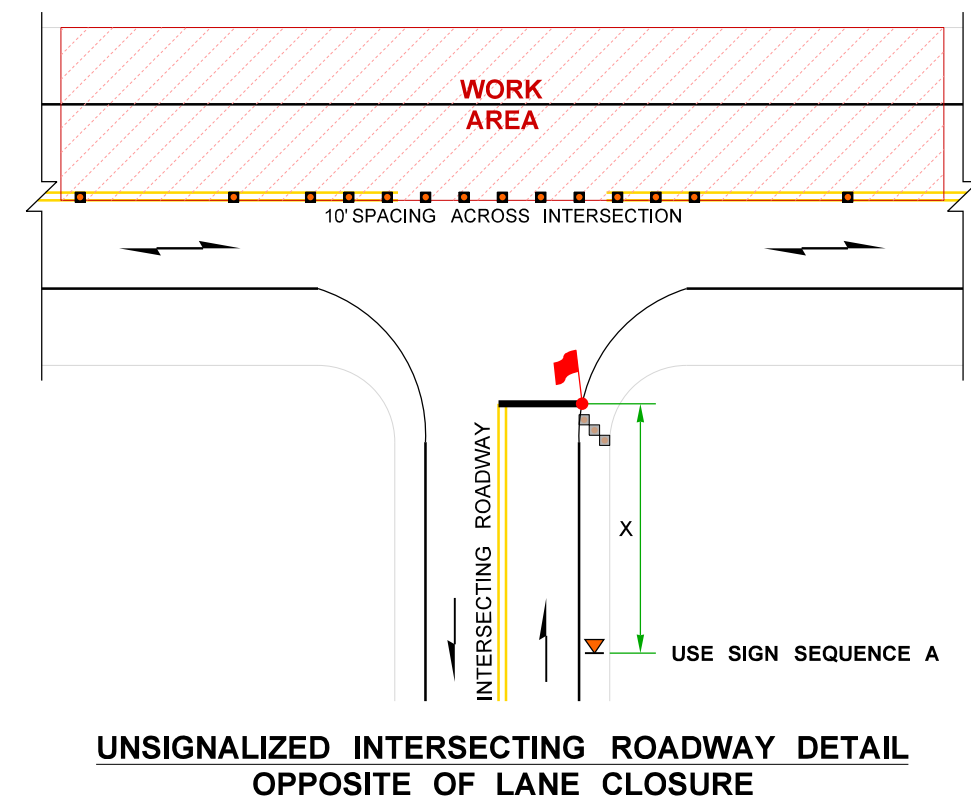 WORK
AREA
10' SPACING ACROSS INTERSECTION
INTERSECTING ROADWAY
X
USE SIGN SEQUENCE A
UNSIGNALIZED INTERSECTING ROADWAY DETAIL
OPPOSITE OF LANE CLOSURE